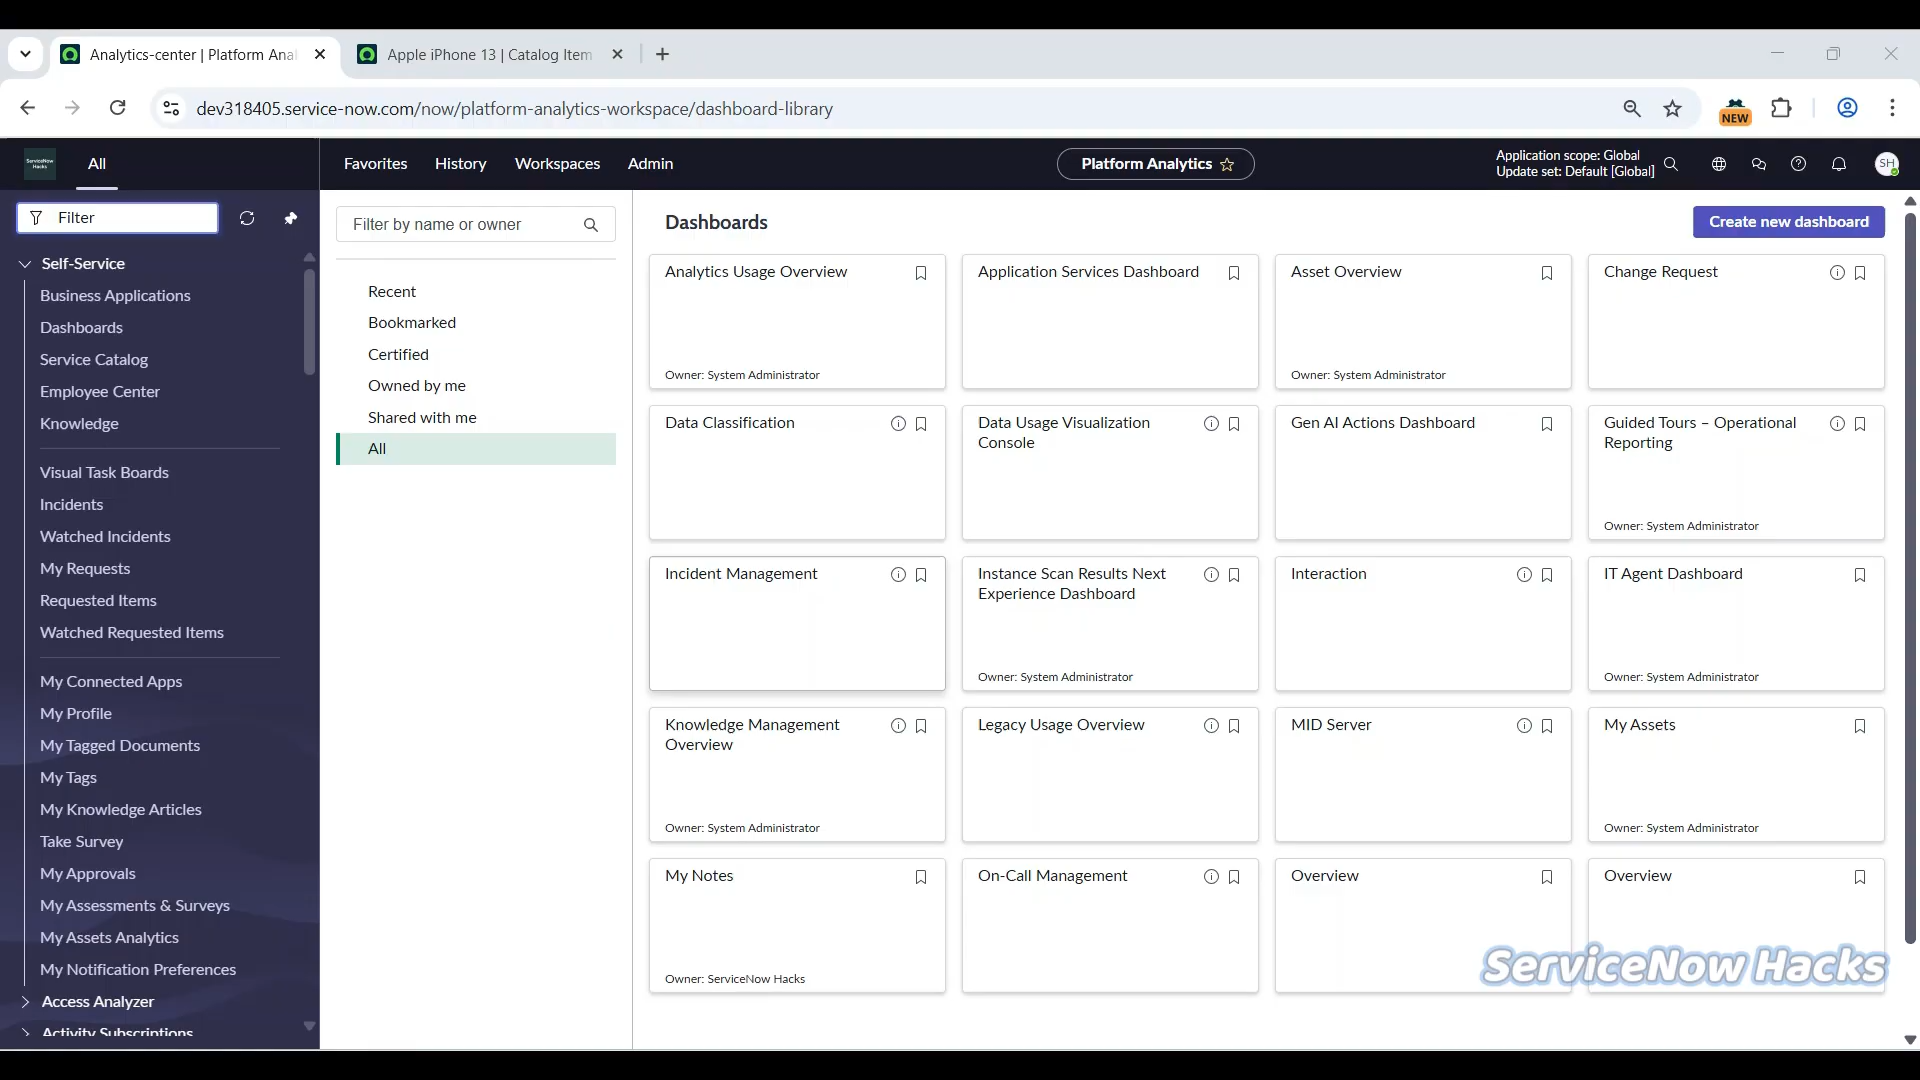 Analytics-center | Platform Ana
Apple iPhone 13 | Catalog Item
dev318405.service-now.com/now/platform-analytics-workspace/dashboard-library
NEW
ServiceNow
Hacks
All
Favorites
History
Workspaces
Admin
Platform Analytics
Application scope: Global
Update set: Default [Global]
SH
Filter
Self-Service
Business Applications
Dashboards
Service Catalog
Employee Center
Knowledge
Visual Task Boards
Incidents
Watched Incidents
My Requests
Requested Items
Watched Requested Items
My Connected Apps
My Profile
My Tagged Documents
My Tags
My Knowledge Articles
Take Survey
My Approvals
My Assessments & Surveys
My Assets Analytics
My Notification Preferences
Access Analyzer
Activity Subscriptions
Filter by name or owner
Recent
Bookmarked
Certified
Owned by me
Shared with me
All
Dashboards
Create new dashboard
Analytics Usage Overview
Owner: System Administrator
Application Services Dashboard
Asset Overview
Owner: System Administrator
Change Request
Data Classification
Data Usage Visualization
Console
Gen AI Actions Dashboard
Guided Tours – Operational
Reporting
Owner: System Administrator
Incident Management
Instance Scan Results Next
Experience Dashboard
Owner: System Administrator
Interaction
IT Agent Dashboard
Owner: System Administrator
Knowledge Management
Overview
Owner: System Administrator
Legacy Usage Overview
MID Server
My Assets
Owner: System Administrator
My Notes
Owner: ServiceNow Hacks
On-Call Management
Overview
Overview
ServiceNow Hacks